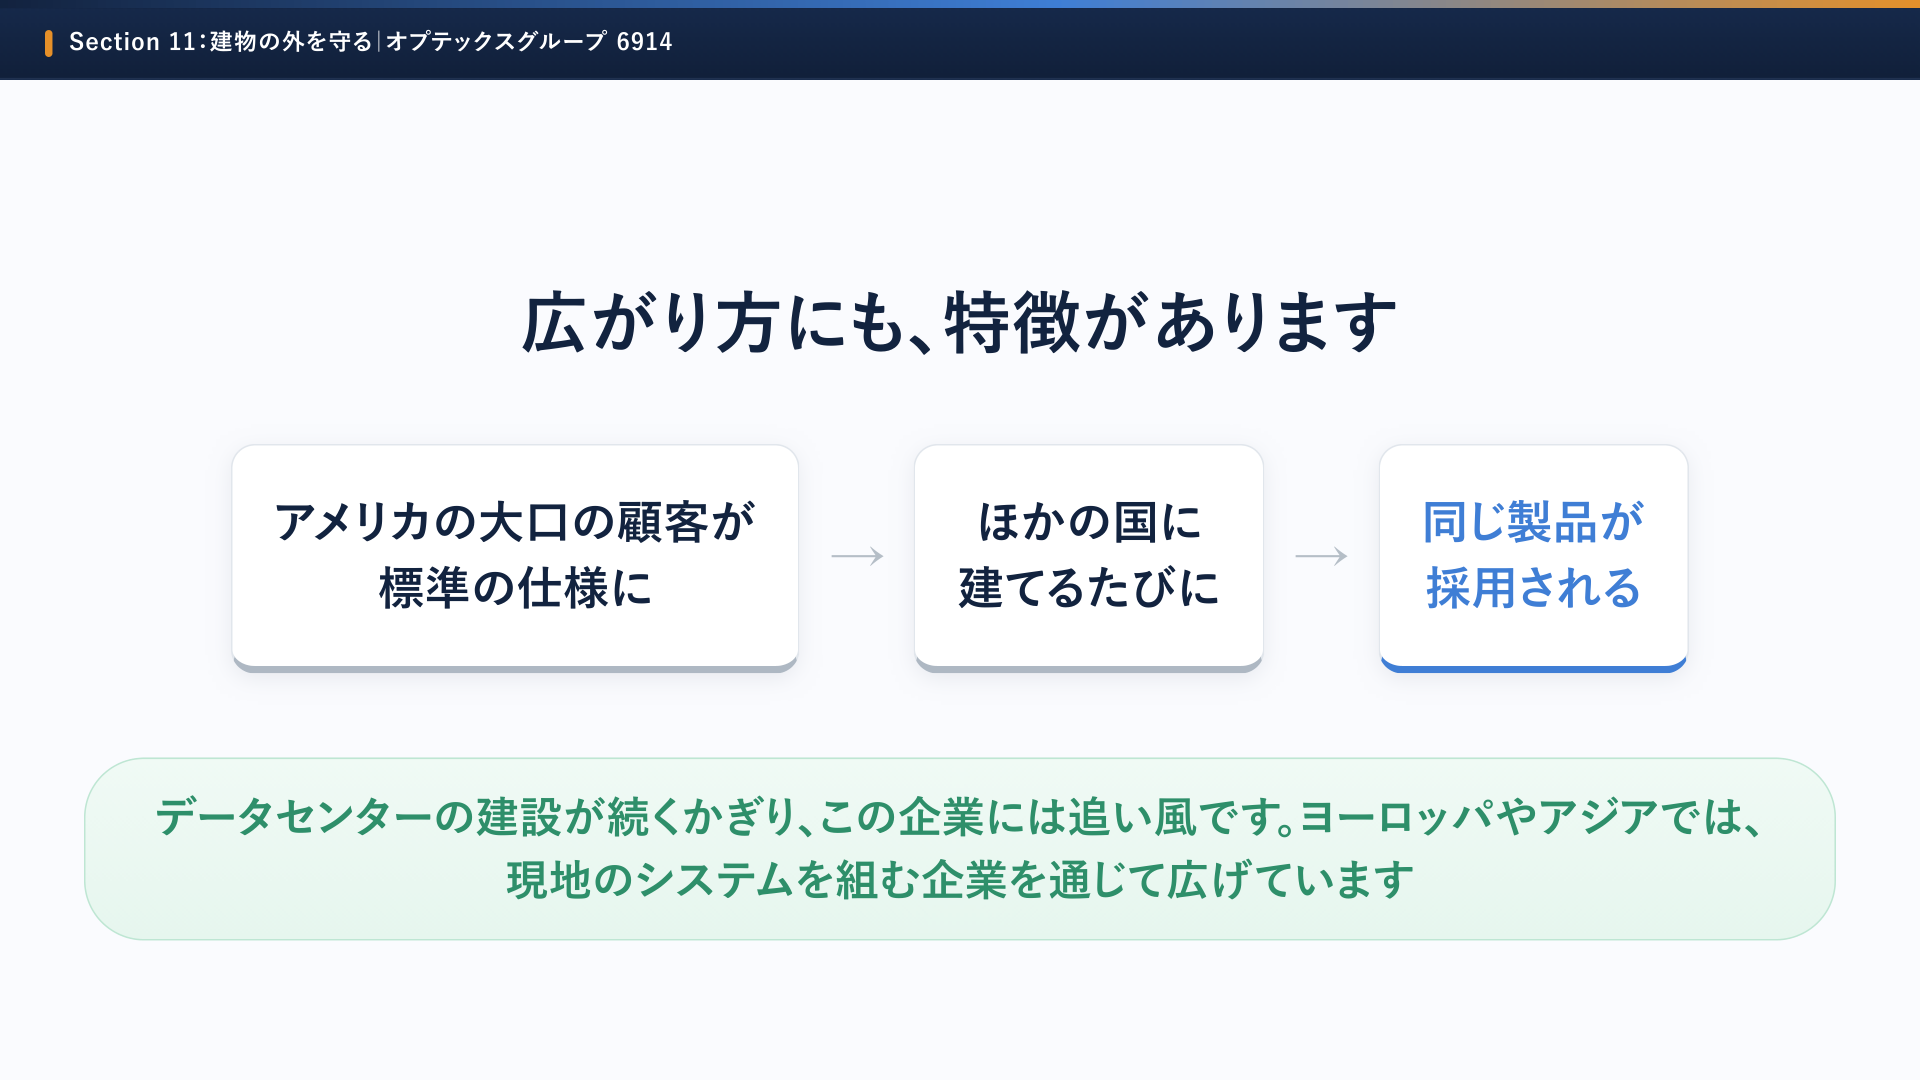 Section 11：建物の外を守る｜オプテックスグループ 6914
広がり方にも、特徴があります
アメリカの大口の顧客が
標準の仕様に
→
ほかの国に
建てるたびに
→
同じ製品が
採用される
データセンターの建設が続くかぎり、この企業には追い風です。ヨーロッパやアジアでは、
現地のシステムを組む企業を通じて広げています